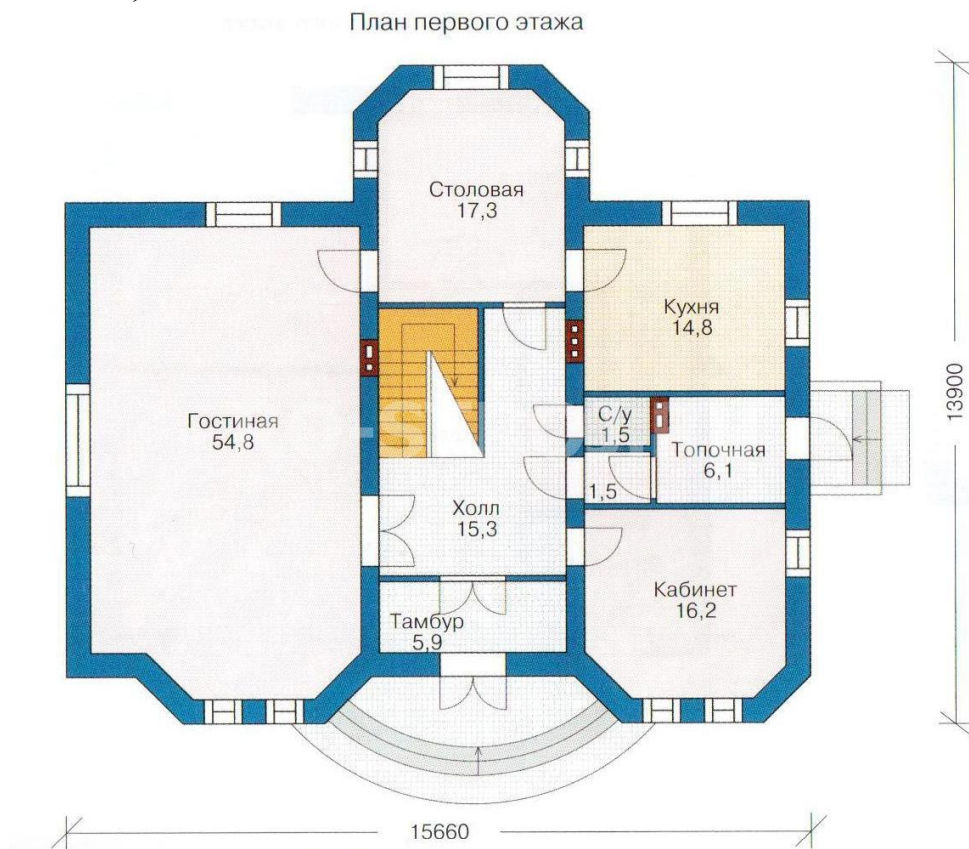 План первого этажа
Столовая
17,3
Кухня
14,8
13900
Гостиная
54,8
С/у
1,5
Топочная
6,1
1,5
Холл
15,3
Кабинет
16,2
Тамбур
5,9
15660